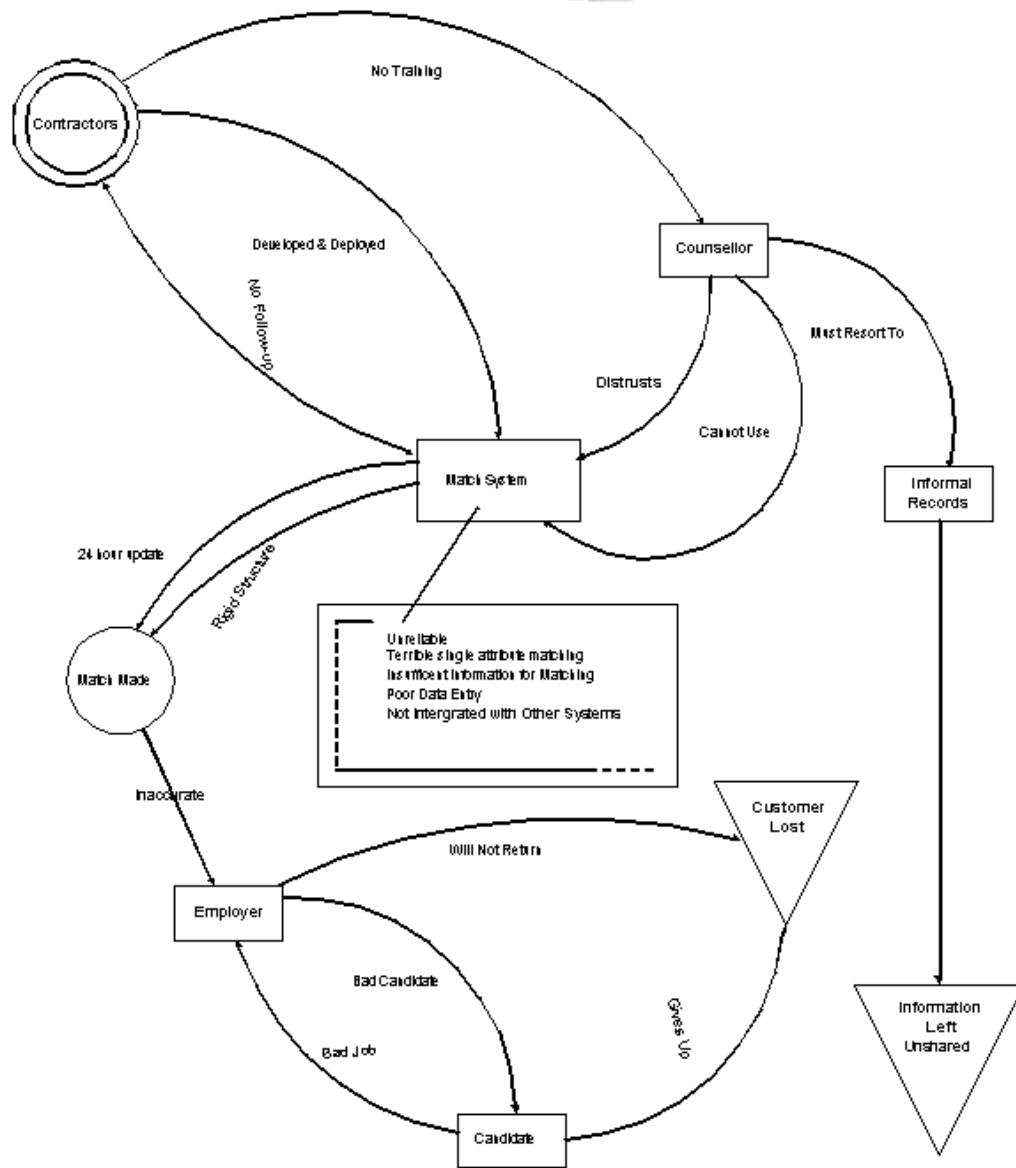 No Training
Contractors
Developed & Deployed
Counsellor
No Follow-up
Must Resort To
Distrusts
Cannot Use
Match System
Informal
Records
24 hour update
Rigid Structure
Unreliable
Terrible single attribute matching
Insufficent Information for Matching
Poor Data Entry
Not Intergrated with Other Systems
Match Made
Inaccurate
Customer
Lost
Will Not Return
Employer
Bad Candidate
Gives Up
Bad Job
Information
Left
Unshared
Candidate